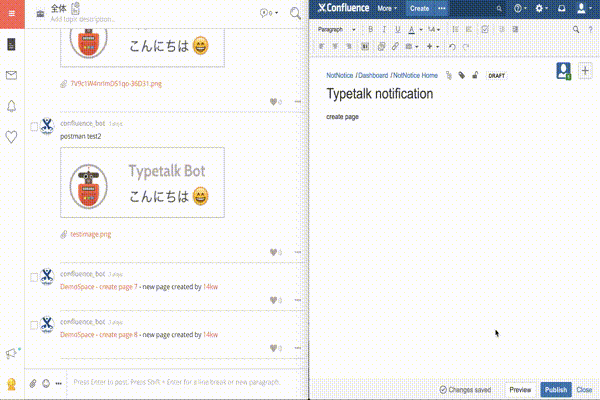 全体
Add topic description...
0
こんにちは
7V9c1W4hrImDS1qo-36D31.png
confluence_bot
postman test2
Typetalk Bot
こんにちは
testimage.png
confluence_bot
DemoSpace - create page 7 - new page created by 14kw
confluence_bot
DemoSpace - create page 8 - new page created by 14kw
Press Enter to post. Press Shift + Enter for a line break or new paragraph.
Confluence More Create
Paragraph B I U A
NotNotice / Dashboard / NotNotice Home DRAFT
Typetalk notification
create page
Changes saved Preview Publish Close